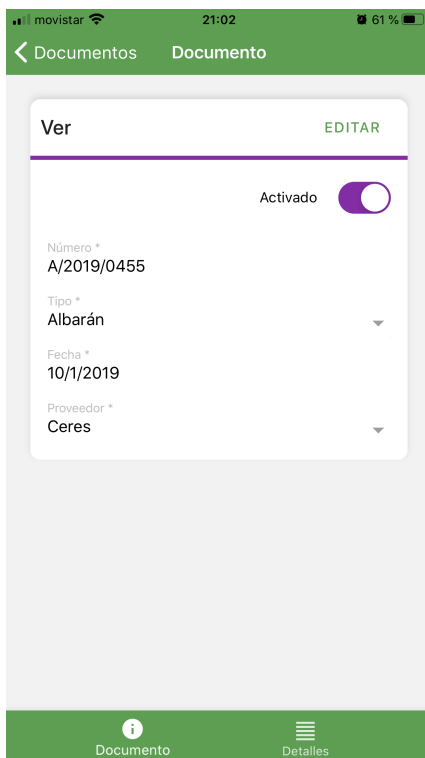 movistar 21:02 61 %
Documentos Documento
Ver EDITAR
Activado
Número *
A/2019/0455
Tipo *
Albarán
Fecha *
10/1/2019
Proveedor *
Ceres
Documento Detalles